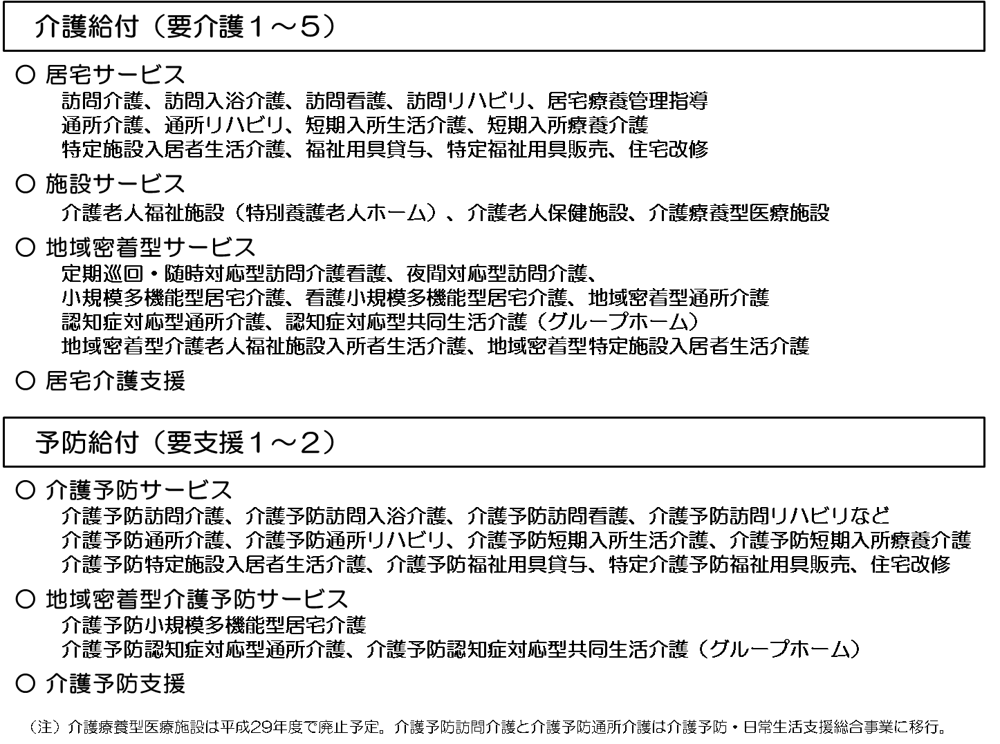 介護給付（要介護１～５）
○ 居宅サービス
訪問介護、訪問入浴介護、訪問看護、訪問リハビリ、居宅療養管理指導
通所介護、通所リハビリ、短期入所生活介護、短期入所療養介護
特定施設入居者生活介護、福祉用具貸与、特定福祉用具販売、住宅改修
○ 施設サービス
介護老人福祉施設（特別養護老人ホーム）、介護老人保健施設、介護療養型医療施設
○ 地域密着型サービス
定期巡回・随時対応型訪問介護看護、夜間対応型訪問介護、
小規模多機能型居宅介護、看護小規模多機能型居宅介護、地域密着型通所介護
認知症対応型通所介護、認知症対応型共同生活介護（グループホーム）
地域密着型介護老人福祉施設入所者生活介護、地域密着型特定施設入居者生活介護
○ 居宅介護支援
予防給付（要支援１～２）
○ 介護予防サービス
介護予防訪問介護、介護予防訪問入浴介護、介護予防訪問看護、介護予防訪問リハビリなど
介護予防通所介護、介護予防通所リハビリ、介護予防短期入所生活介護、介護予防短期入所療養介護
介護予防特定施設入居者生活介護、介護予防福祉用具貸与、特定介護予防福祉用具販売、住宅改修
○ 地域密着型介護予防サービス
介護予防小規模多機能型居宅介護
介護予防認知症対応型通所介護、介護予防認知症対応型共同生活介護（グループホーム）
○ 介護予防支援
（注）介護療養型医療施設は平成29年度で廃止予定。介護予防訪問介護と介護予防通所介護は介護予防・日常生活支援総合事業に移行。